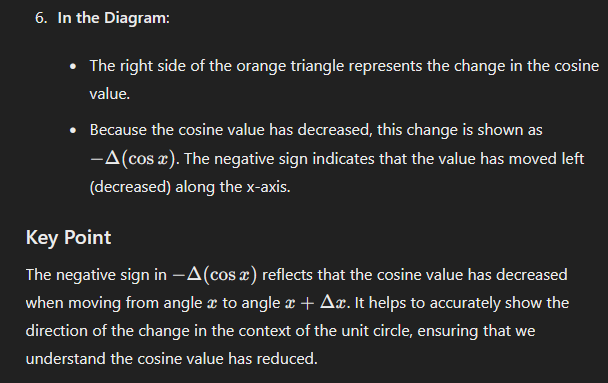 6. In the Diagram:
• The right side of the orange triangle represents the change in the cosine
value.
• Because the cosine value has decreased, this change is shown as
−Δ(cos x). The negative sign indicates that the value has moved left
(decreased) along the x-axis.
Key Point
The negative sign in −Δ(cos x) reflects that the cosine value has decreased
when moving from angle x to angle x + Δx. It helps to accurately show the
direction of the change in the context of the unit circle, ensuring that we
understand the cosine value has reduced.